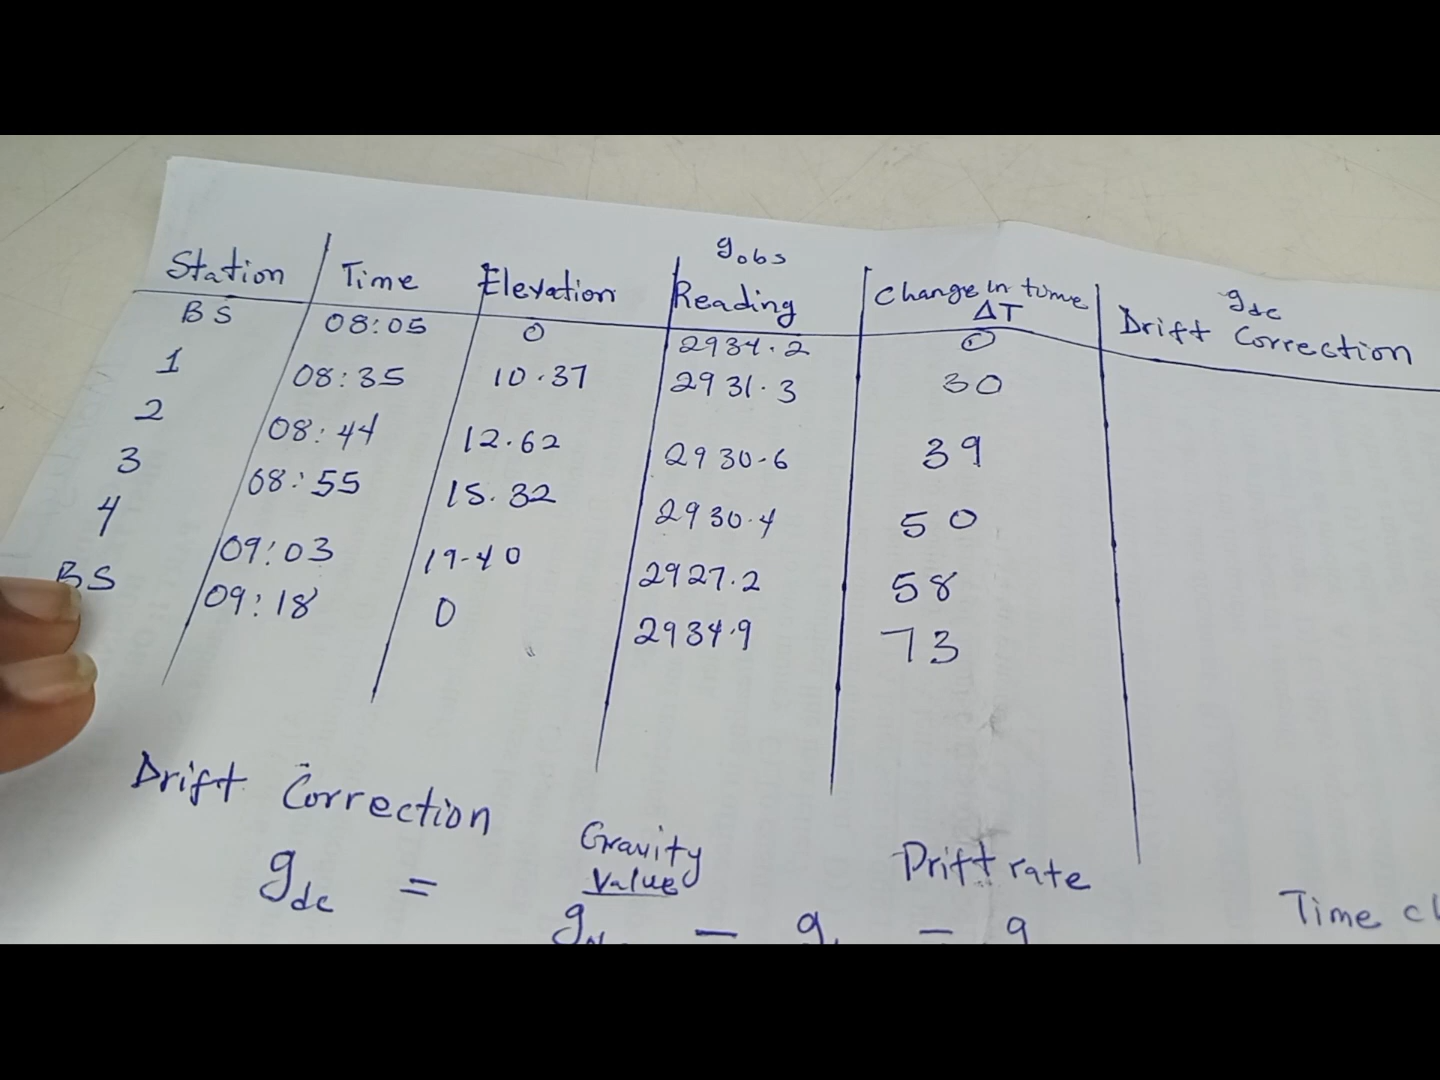 Station Time Elevation gobs Reading Change in time ΔT gdc Drift Correction
BS 08:05 0 2934.2 0
1 08:35 10.37 2931.3 30
2 08:44 12.62 2930.6 39
3 08:55 15.32 2930.4 50
4 09:03 19.40 2927.2 58
BS 09:18 0 2934.9 73
Drift Correction
Gravity Value Drift rate Time
gdc =